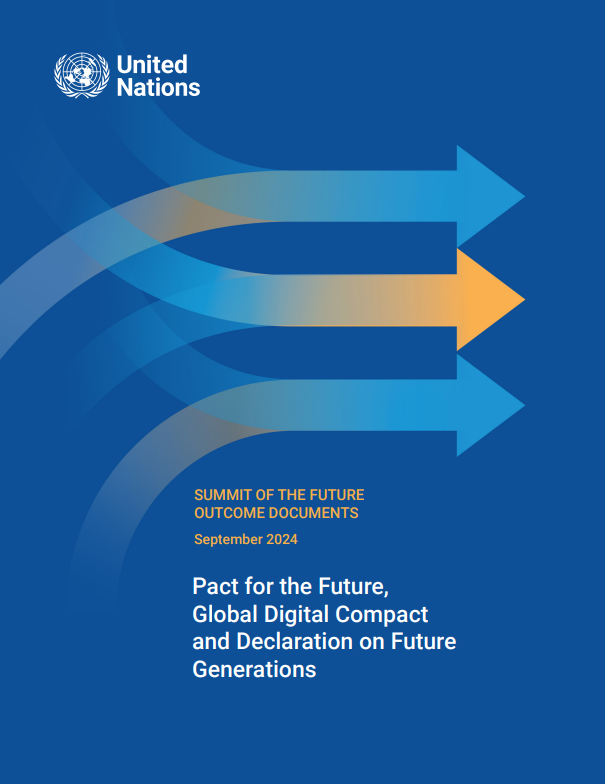 United
Nations
SUMMIT OF THE FUTURE
OUTCOME DOCUMENTS
September 2024
Pact for the Future,
Global Digital Compact
and Declaration on Future
Generations